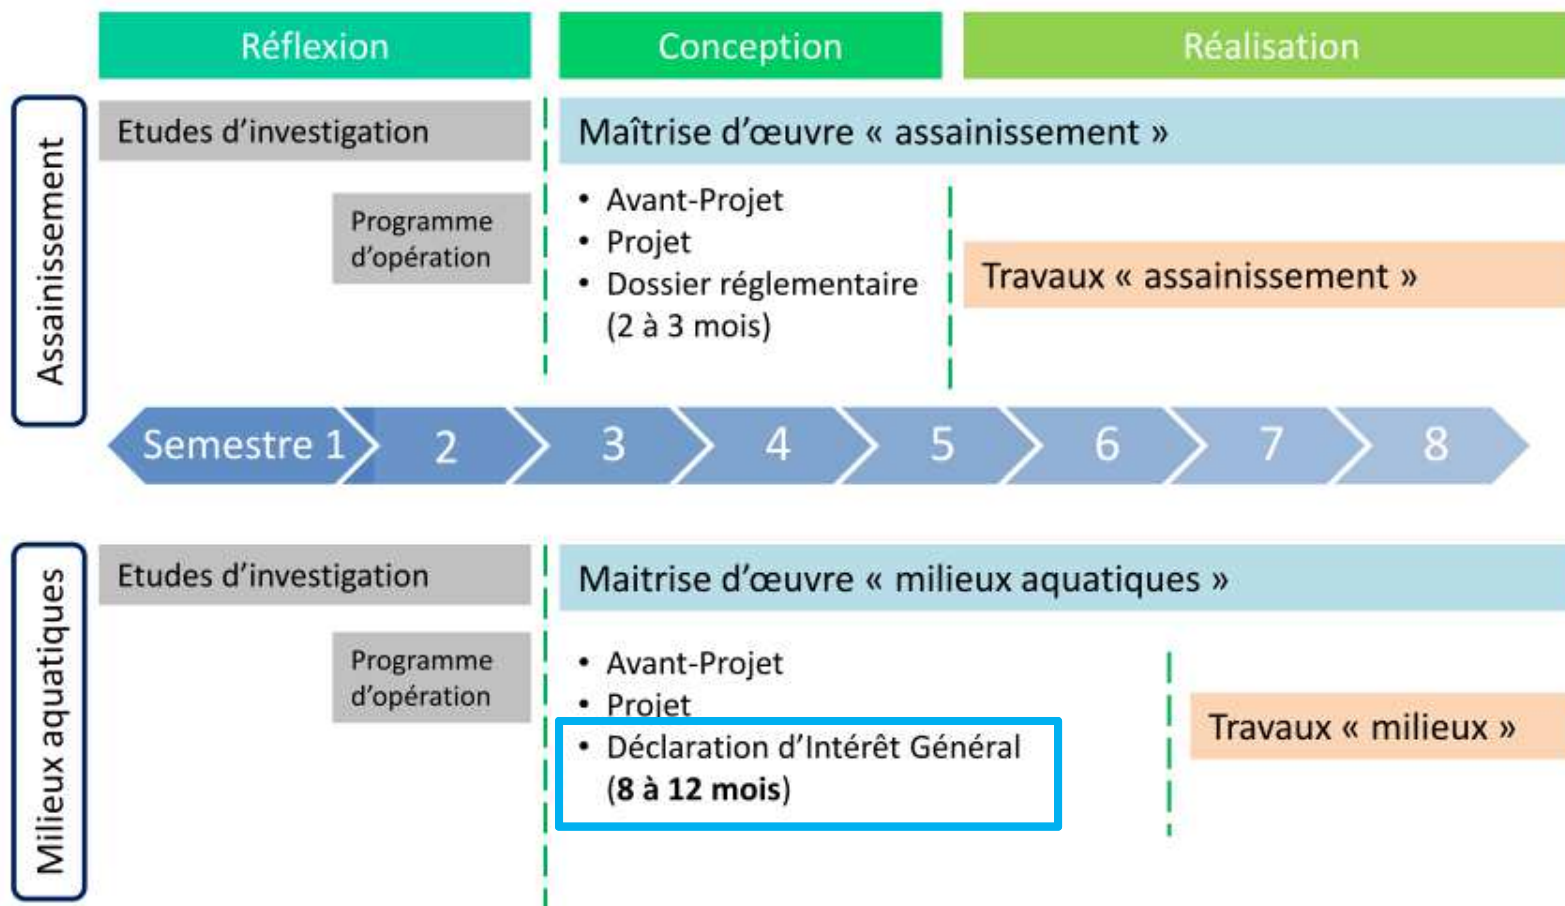 Réflexion
Conception
Réalisation
Assainissement
Etudes d'investigation
Maîtrise d'œuvre « assainissement »
Programme
d'opération
• Avant-Projet
• Projet
• Dossier réglementaire
(2 à 3 mois)
Travaux « assainissement »
Semestre 1 2 3 4 5 6 7 8
Milieux aquatiques
Etudes d'investigation
Maitrise d'œuvre « milieux aquatiques »
Programme
d'opération
• Avant-Projet
• Projet
• Déclaration d'Intérêt Général
(8 à 12 mois)
Travaux « milieux »